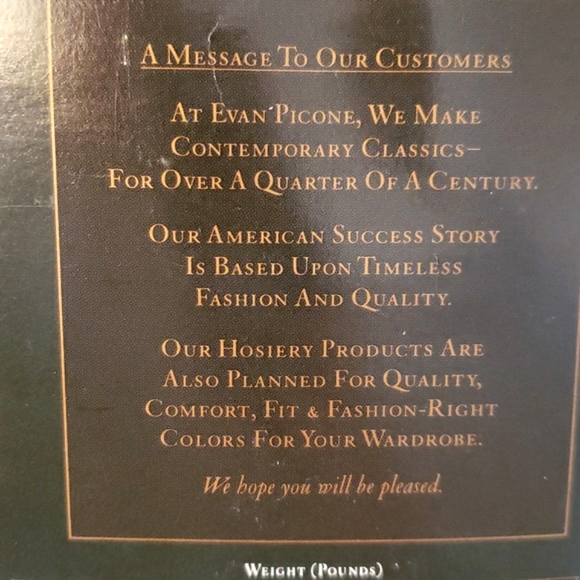 A Message To Our Customers
At Evan-Picone, We Make
Contemporary Classics–
For Over A Quarter Of A Century.
Our American Success Story
Is Based Upon Timeless
Fashion And Quality.
Our Hosiery Products Are
Also Planned For Quality,
Comfort, Fit & Fashion-Right
Colors For Your Wardrobe.
We hope you will be pleased.
Weight (Pounds)